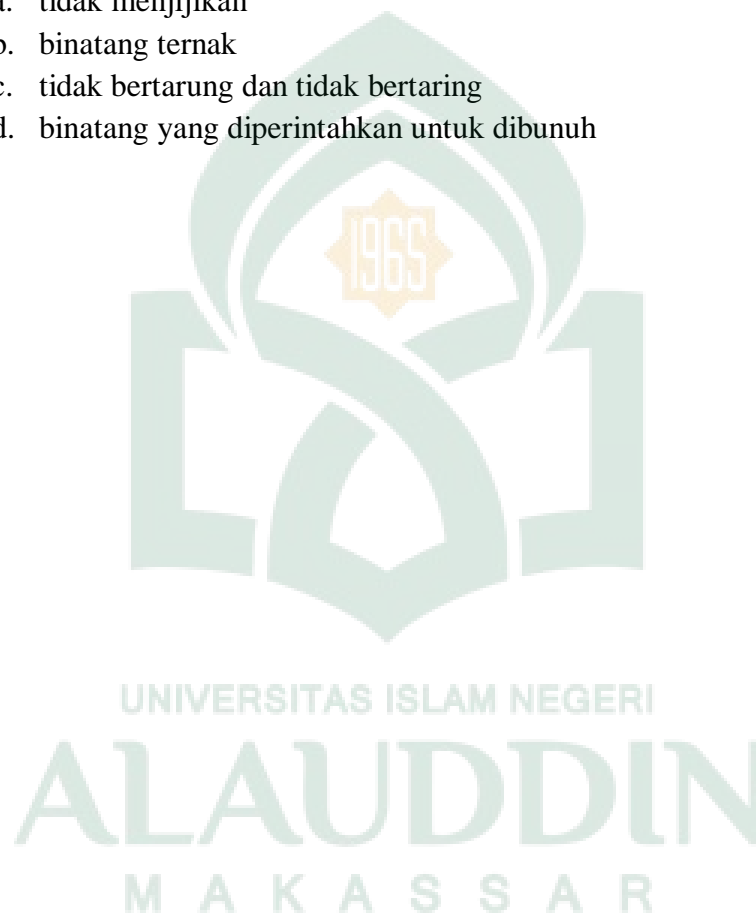 a. tidak menjijikan
b. binatang ternak
c. tidak bertarung dan tidak bertaring
d. binatang yang diperintahkan untuk dibunuh
1965
UNIVERSITAS ISLAM NEGERI
ALAUDDIN
MAKASSAR